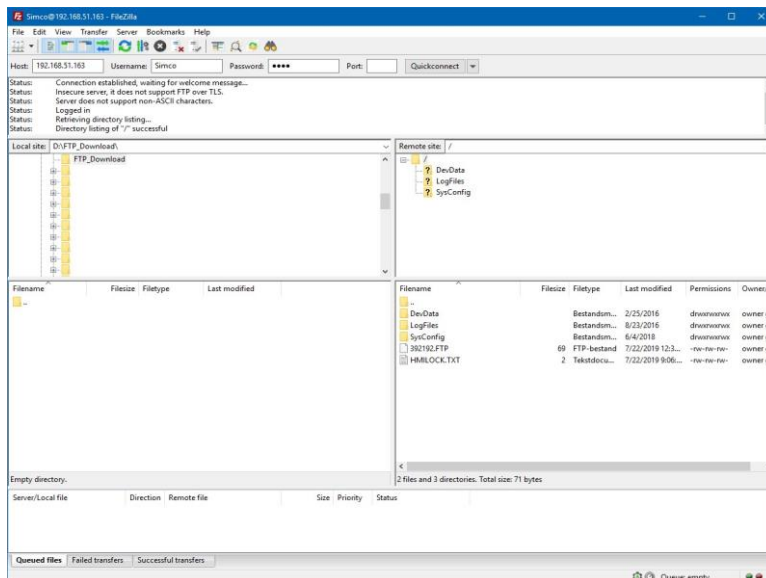 Simco@192.168.51.163 - FileZilla
File Edit View Transfer Server Bookmarks Help
Host: 192.168.51.163 Username: Simco Password: •••• Port: Quickconnect
Status: Connection established, waiting for welcome message...
Status: Insecure server, it does not support FTP over TLS.
Status: Server does not support non-ASCII characters.
Status: Logged in
Status: Retrieving directory listing...
Status: Directory listing of "/" successful
Local site: D:\FTP_Download\
FTP_Download
Remote site: /
/
? DevData
? LogFiles
? SysConfig
Filename Filesize Filetype Last modified
..
Empty directory.
Filename Filesize Filetype Last modified Permissions Owner
..
DevData Bestandsm... 2/25/2016 drwxrwxrwx owner
LogFiles Bestandsm... 8/23/2016 drwxrwxrwx owner
SysConfig Bestandsm... 6/4/2018 drwxrwxrwx owner
392192.FTP 69 FTP-bestand 7/22/2019 12:3... -rw-rw-rw- owner
HMILOCK.TXT 2 Tekstdocu... 7/22/2019 9:06:... -rw-rw-rw- owner
2 files and 3 directories. Total size: 71 bytes
Server/Local file Direction Remote file Size Priority Status
Queued files Failed transfers Successful transfers
Queue: empty